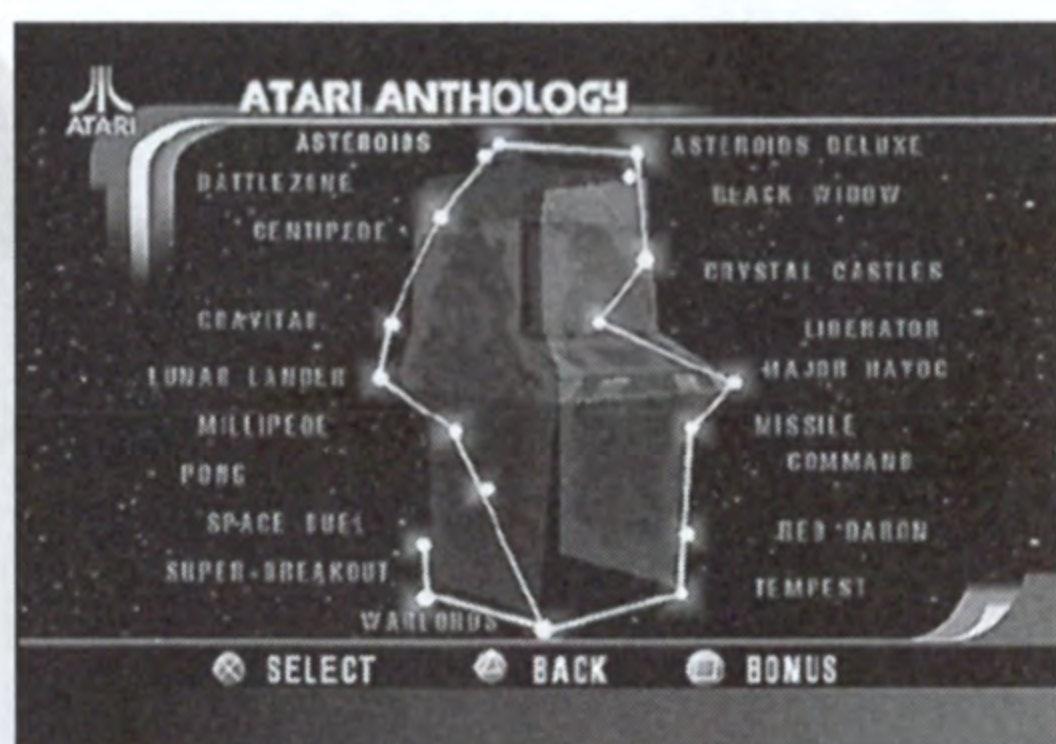 ATARI
ATARI ANTHOLOGY
ASTEROIDS
ASTEROIDS DELUXE
BATTLEZONE
BLACK WIDOW
CENTIPEDE
CRYSTAL CASTLES
GRAVITAR
LIBERATOR
LUNAR LANDER
MAJOR HAVOC
MILLIPEDE
MISSILE
COMMAND
PONG
SPACE DUEL
RED BARON
SUPER BREAKOUT
TEMPEST
WARLORDS
SELECT
BACK
BONUS